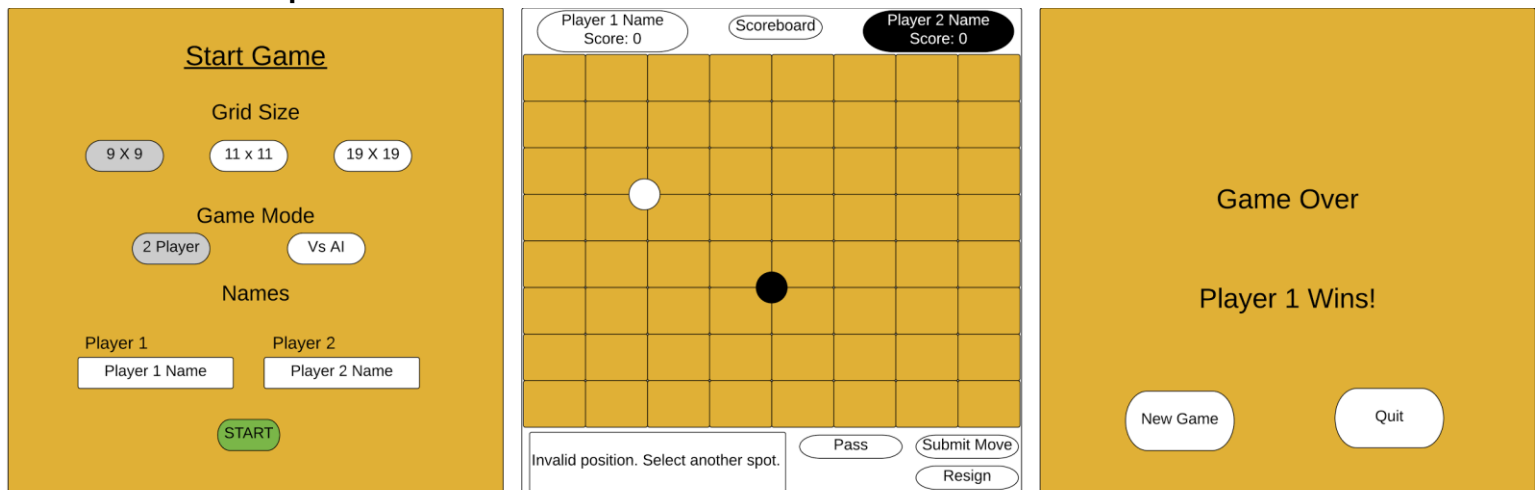 Start Game
Grid Size
9 X 9
11 x 11
19 X 19
Game Mode
2 Player
Vs AI
Names
Player 1
Player 2
Player 1 Name
Player 2 Name
START
Player 1 Name
Score: 0
Scoreboard
Player 2 Name
Score: 0
Invalid position. Select another spot.
Pass
Submit Move
Resign
Game Over
Player 1 Wins!
New Game
Quit